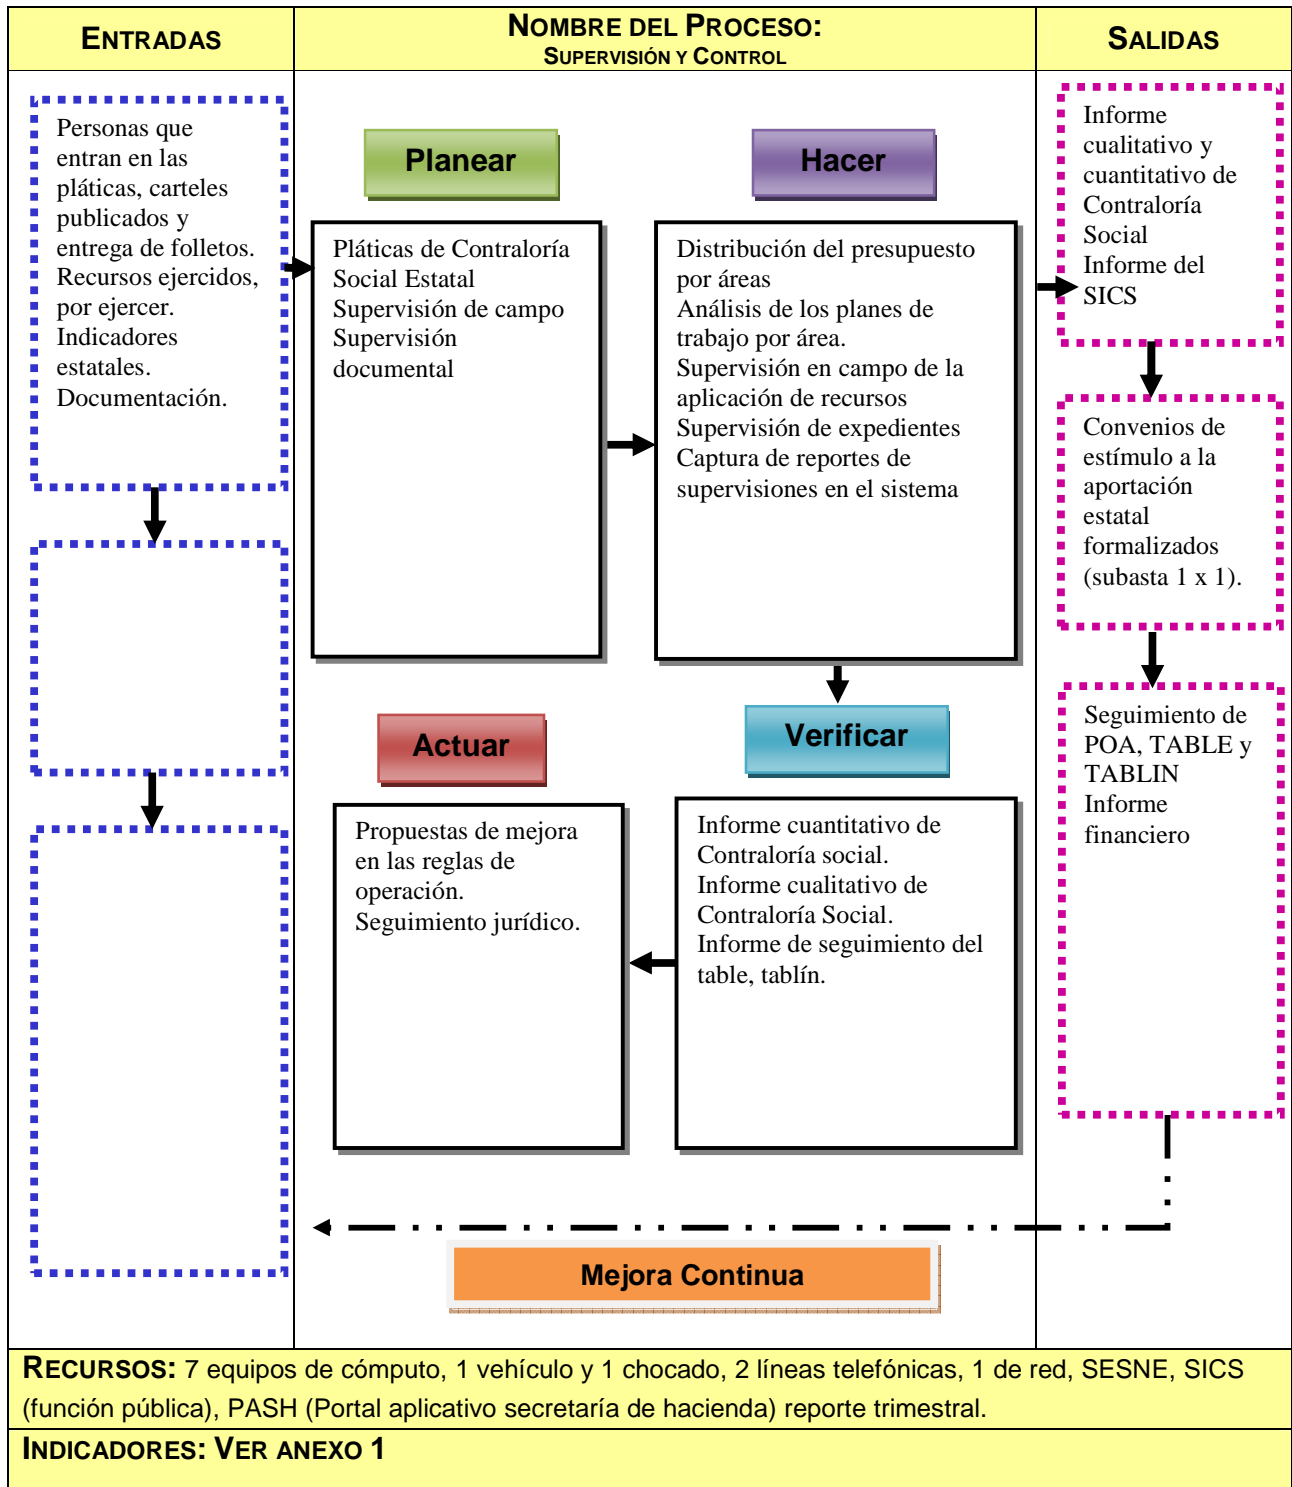 ENTRADAS
NOMBRE DEL PROCESO:
SUPERVISIÓN Y CONTROL
SALIDAS
Personas que
entran en las
pláticas, carteles
publicados y
entrega de folletos.
Recursos ejercidos,
por ejercer.
Indicadores
estatales.
Documentación.
Planear
Pláticas de Contraloría
Social Estatal
Supervisión de campo
Supervisión
documental
Hacer
Distribución del presupuesto
por áreas
Análisis de los planes de
trabajo por área.
Supervisión en campo de la
aplicación de recursos
Supervisión de expedientes
Captura de reportes de
supervisiones en el sistema
Actuar
Propuestas de mejora
en las reglas de
operación.
Seguimiento jurídico.
Verificar
Informe cuantitativo de
Contraloría social.
Informe cualitativo de
Contraloría Social.
Informe de seguimiento del
table, tablín.
Informe
cualitativo y
cuantitativo de
Contraloría
Social
Informe del
SICS
Convenios de
estímulo a la
aportación
estatal
formalizados
(subasta 1 x 1).
Seguimiento de
POA, TABLE y
TABLIN
Informe
financiero
Mejora Continua
RECURSOS: 7 equipos de cómputo, 1 vehículo y 1 chocado, 2 líneas telefónicas, 1 de red, SESNE, SICS
(función pública), PASH (Portal aplicativo secretaría de hacienda) reporte trimestral.
INDICADORES: VER ANEXO 1